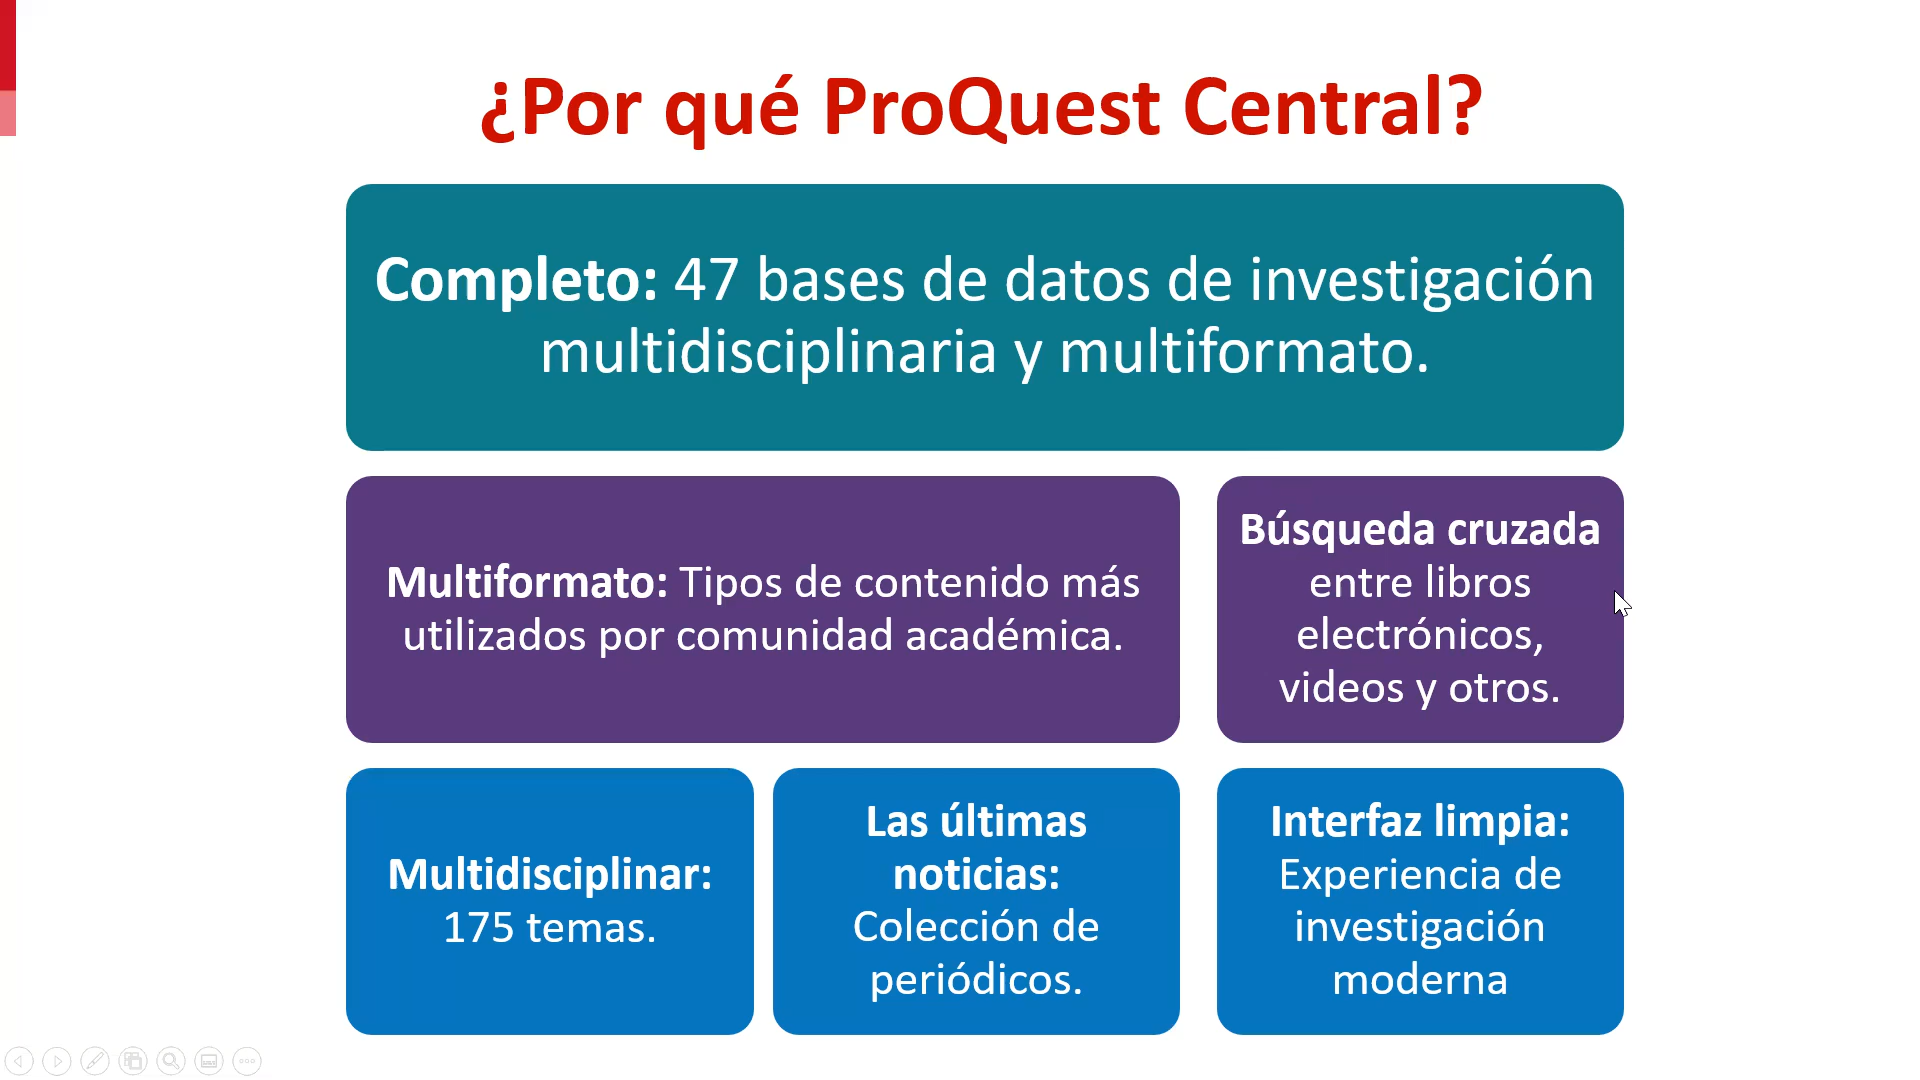 ¿Por qué ProQuest Central?
Completo: 47 bases de datos de investigación
multidisciplinaria y multiformato.
Multiformato: Tipos de contenido más
utilizados por comunidad académica.
Búsqueda cruzada
entre libros
electrónicos,
videos y otros.
Multidisciplinar:
175 temas.
Las últimas
noticias:
Colección de
periódicos.
Interfaz limpia:
Experiencia de
investigación
moderna